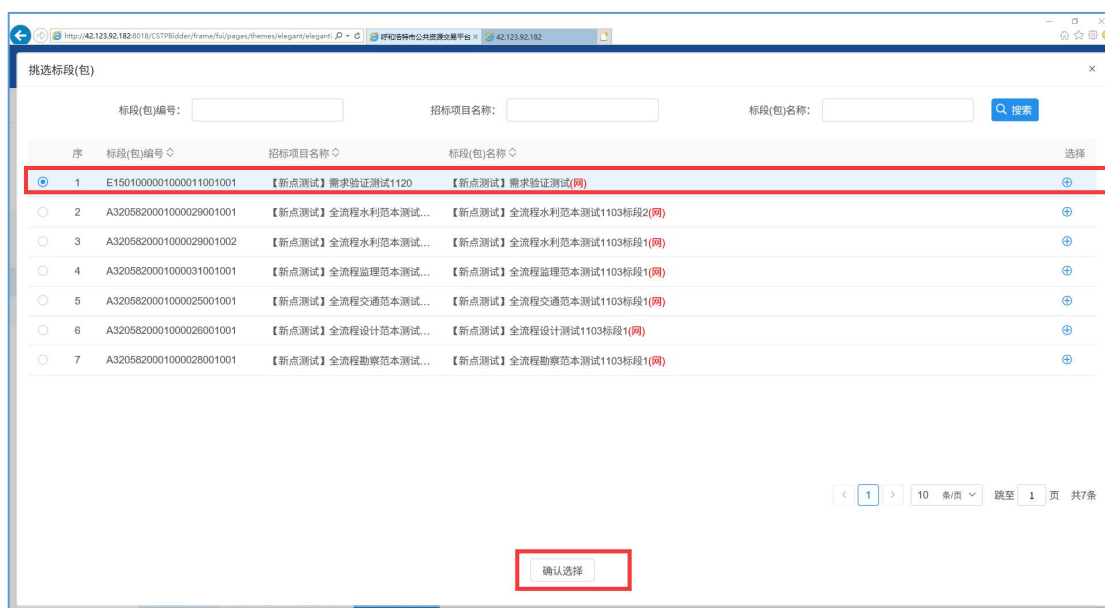 http://42.123.92.182:8018/CSTPBidder/frame/fui/pages/themes/elegant/eleganti
呼和浩特市公共资源交易平台
42.123.92.182
挑选标段(包)
标段(包)编号:
招标项目名称:
标段(包)名称:
搜索
序 标段(包)编号 招标项目名称 标段(包)名称 选择
1 E1501000001000011001001 【新点测试】需求验证测试1120 【新点测试】需求验证测试(网)
2 A3205820001000029001001 【新点测试】全流程水利范本测试... 【新点测试】全流程水利范本测试1103标段2(网)
3 A3205820001000029001002 【新点测试】全流程水利范本测试... 【新点测试】全流程水利范本测试1103标段1(网)
4 A3205820001000031001001 【新点测试】全流程监理范本测试... 【新点测试】全流程监理范本测试1103标段1(网)
5 A3205820001000025001001 【新点测试】全流程交通范本测试... 【新点测试】全流程交通范本测试1103标段1(网)
6 A3205820001000026001001 【新点测试】全流程设计范本测试... 【新点测试】全流程设计测试1103标段1(网)
7 A3205820001000028001001 【新点测试】全流程勘察范本测试... 【新点测试】全流程勘察范本测试1103标段1(网)
1 10 条/页 跳至 1 页 共7条
确认选择